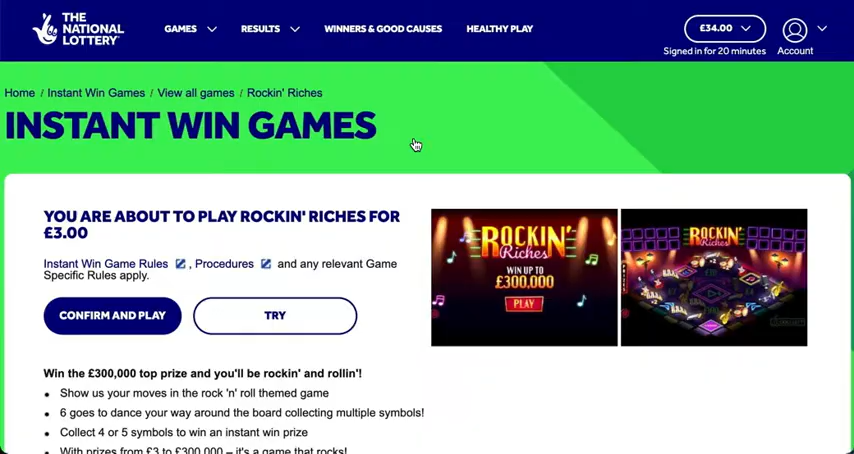 THE
NATIONAL
LOTTERY
GAMES
RESULTS
WINNERS & GOOD CAUSES
HEALTHY PLAY
£34.00
Signed in for 20 minutes
Account
Home / Instant Win Games / View all games / Rockin' Riches
INSTANT WIN GAMES
YOU ARE ABOUT TO PLAY ROCKIN' RICHES FOR
£3.00
Instant Win Game Rules , Procedures and any relevant Game
Specific Rules apply.
CONFIRM AND PLAY
TRY
ROCKIN'
Riches
WIN UP TO
£300,000
PLAY
ROCKIN'
Riches
Win the £300,000 top prize and you'll be rockin' and rollin'!
Show us your moves in the rock 'n' roll themed game
6 goes to dance your way around the board collecting multiple symbols!
Collect 4 or 5 symbols to win an instant win prize
With prizes from £3 to £300,000 – it's a game that rocks!